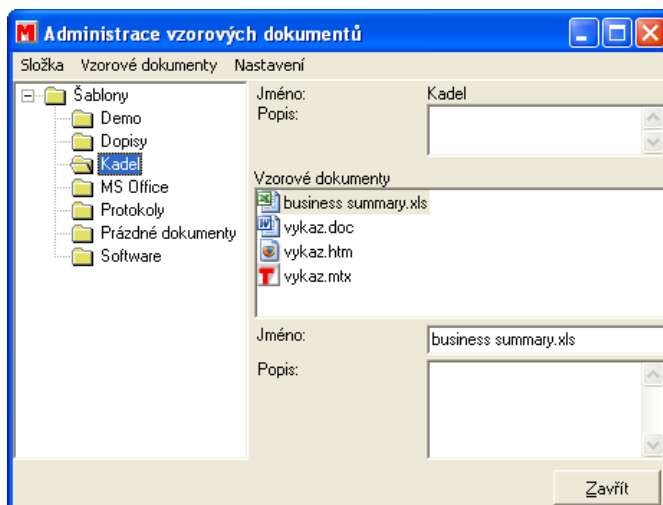 Administrace vzorových dokumentů
Složka Vzorové dokumenty Nastavení
Šablony
Demo
Dopisy
Kadel
MS Office
Protokoly
Prázdné dokumenty
Software
Jméno: Kadel
Popis:
Vzorové dokumenty
business summary.xls
vykaz.doc
vykaz.htm
vykaz.mtx
Jméno: business summary.xls
Popis:
Zavřít